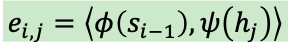 e_{i,j} = ⟨ϕ(s_{i−1}), ψ(h_j)⟩